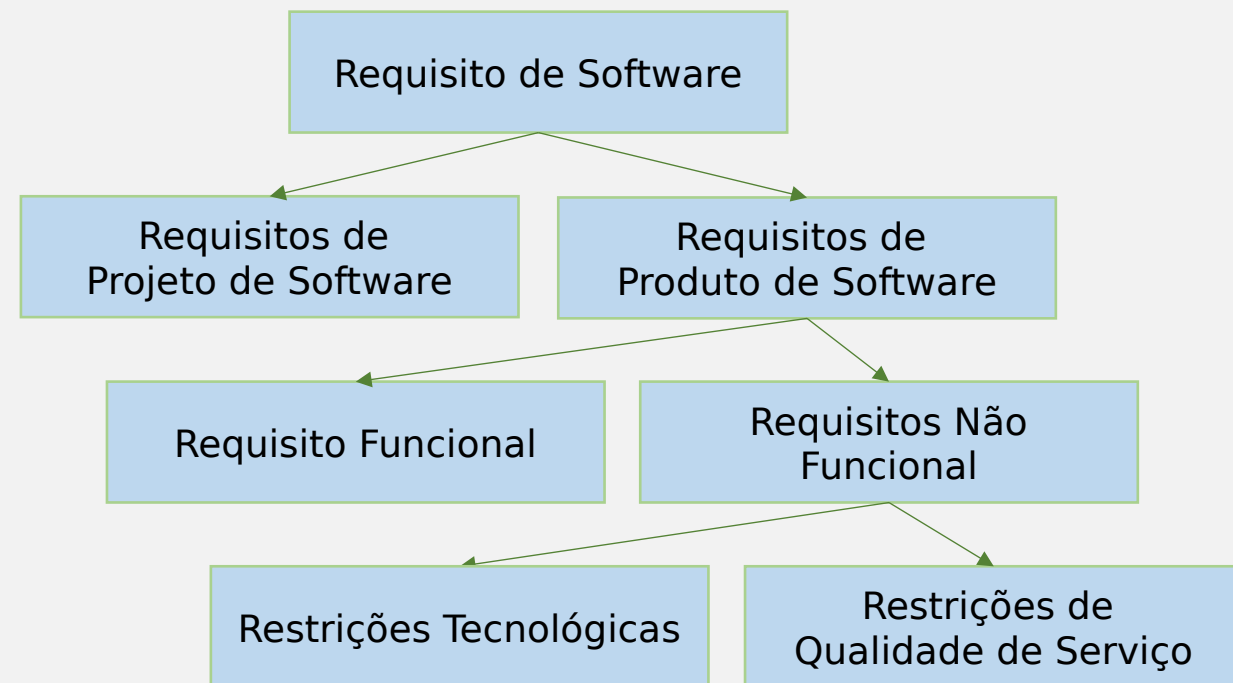 Requisito de Software
Requisitos de
Projeto de Software
Requisitos de
Produto de Software
Requisito Funcional
Requisitos Não
Funcional
Restrições Tecnológicas
Restrições de
Qualidade de Serviço